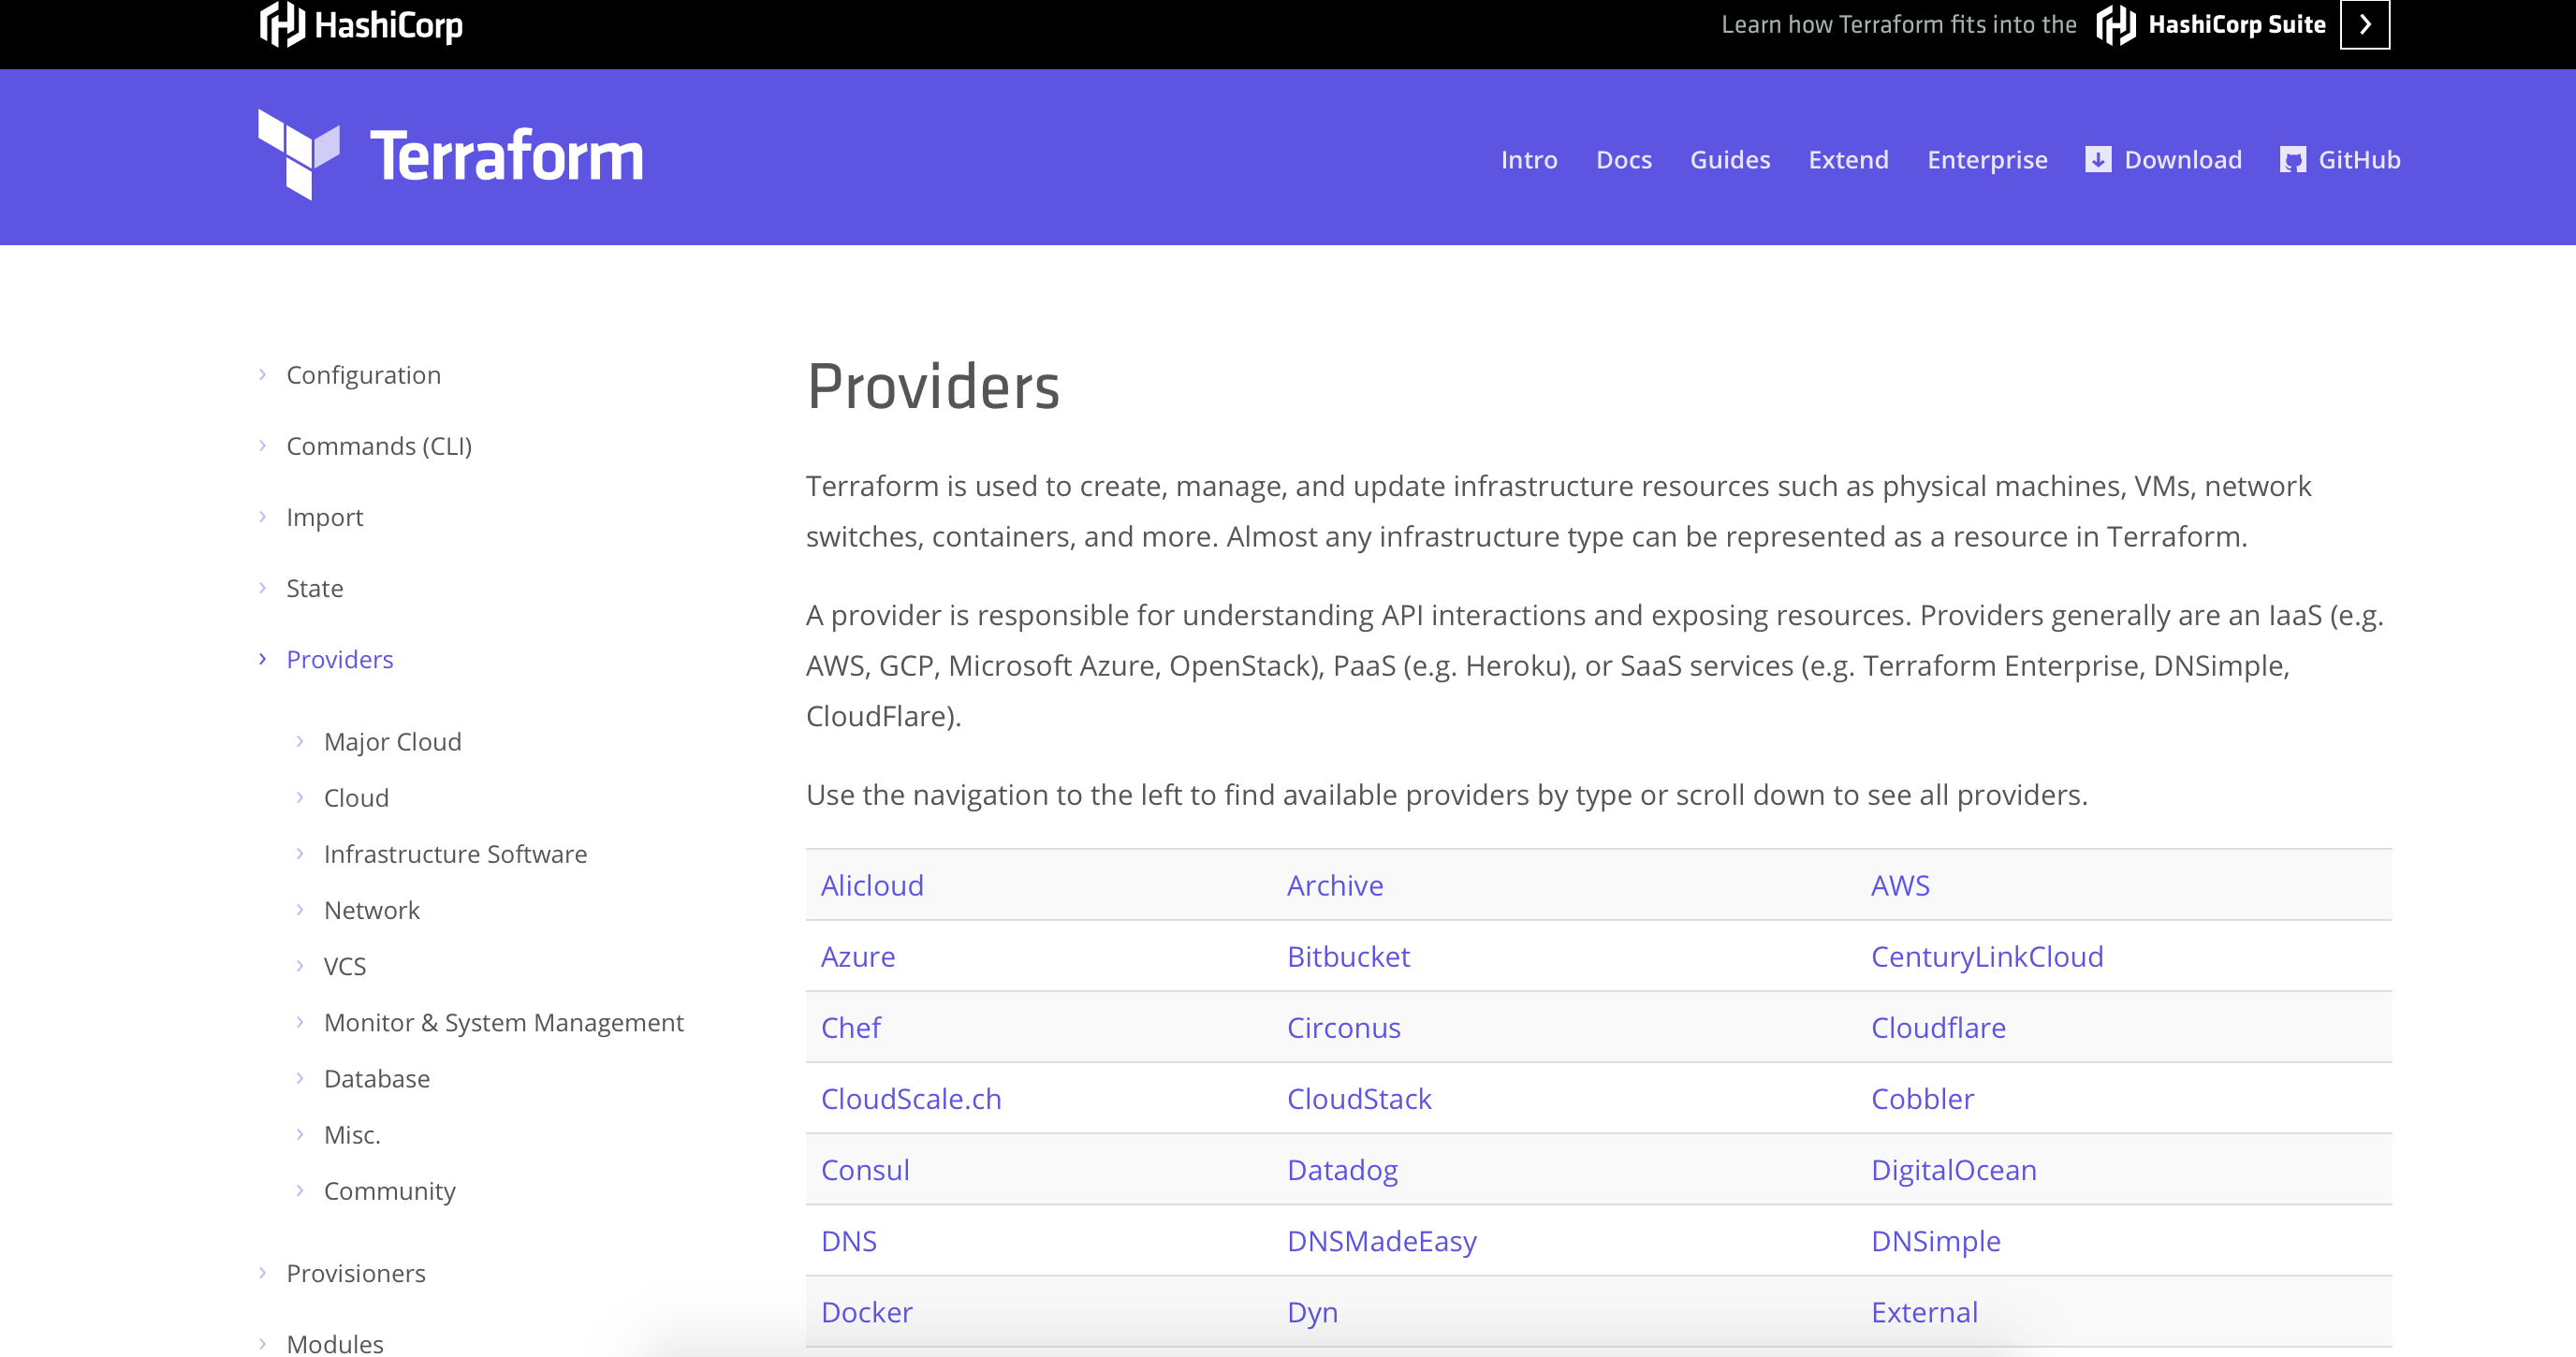 HashiCorp
Learn how Terraform fits into the HashiCorp Suite
Terraform
Intro Docs Guides Extend Enterprise Download GitHub
Configuration
Commands (CLI)
Import
State
Providers
Major Cloud
Cloud
Infrastructure Software
Network
VCS
Monitor & System Management
Database
Misc.
Community
Provisioners
Modules
Providers
Terraform is used to create, manage, and update infrastructure resources such as physical machines, VMs, network
switches, containers, and more. Almost any infrastructure type can be represented as a resource in Terraform.
A provider is responsible for understanding API interactions and exposing resources. Providers generally are an IaaS (e.g.
AWS, GCP, Microsoft Azure, OpenStack), PaaS (e.g. Heroku), or SaaS services (e.g. Terraform Enterprise, DNSimple,
CloudFlare).
Use the navigation to the left to find available providers by type or scroll down to see all providers.
Alicloud Archive AWS
Azure Bitbucket CenturyLinkCloud
Chef Circonus Cloudflare
CloudScale.ch CloudStack Cobbler
Consul Datadog DigitalOcean
DNS DNSMadeEasy DNSimple
Docker Dyn External